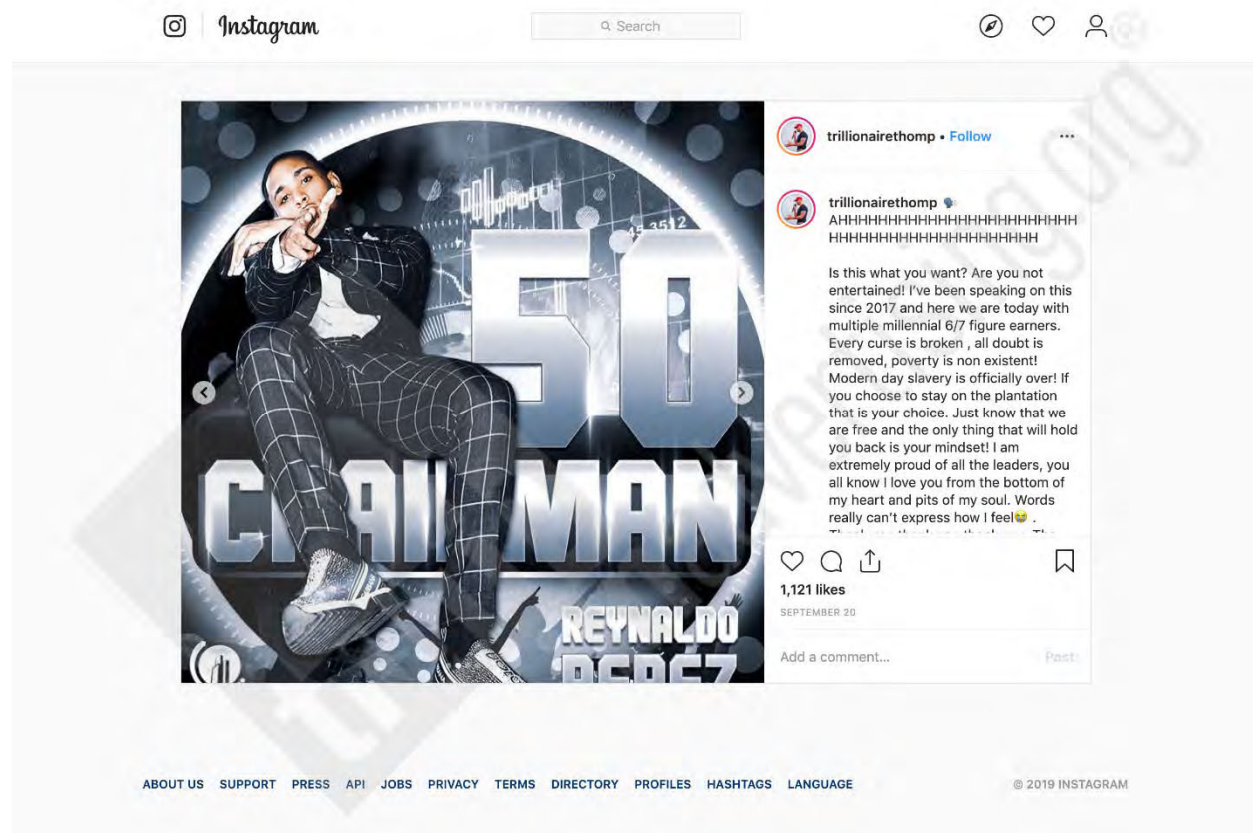 Instagram
Search
45.3512
50
CHAIRMAN
REYNALDO
PEREZ
trillionairethomp • Follow
trillionairethomp 🗣
AHHHHHHHHHHHHHHHHHHHHHHHH
HHHHHHHHHHHHHHHHHHHHH
Is this what you want? Are you not
entertained! I've been speaking on this
since 2017 and here we are today with
multiple millennial 6/7 figure earners.
Every curse is broken , all doubt is
removed, poverty is non existent!
Modern day slavery is officially over! If
you choose to stay on the plantation
that is your choice. Just know that we
are free and the only thing that will hold
you back is your mindset! I am
extremely proud of all the leaders, you
all know I love you from the bottom of
my heart and pits of my soul. Words
really can't express how I feel😭 .
1,121 likes
SEPTEMBER 20
Add a comment... Post
ABOUT US SUPPORT PRESS API JOBS PRIVACY TERMS DIRECTORY PROFILES HASHTAGS LANGUAGE © 2019 INSTAGRAM